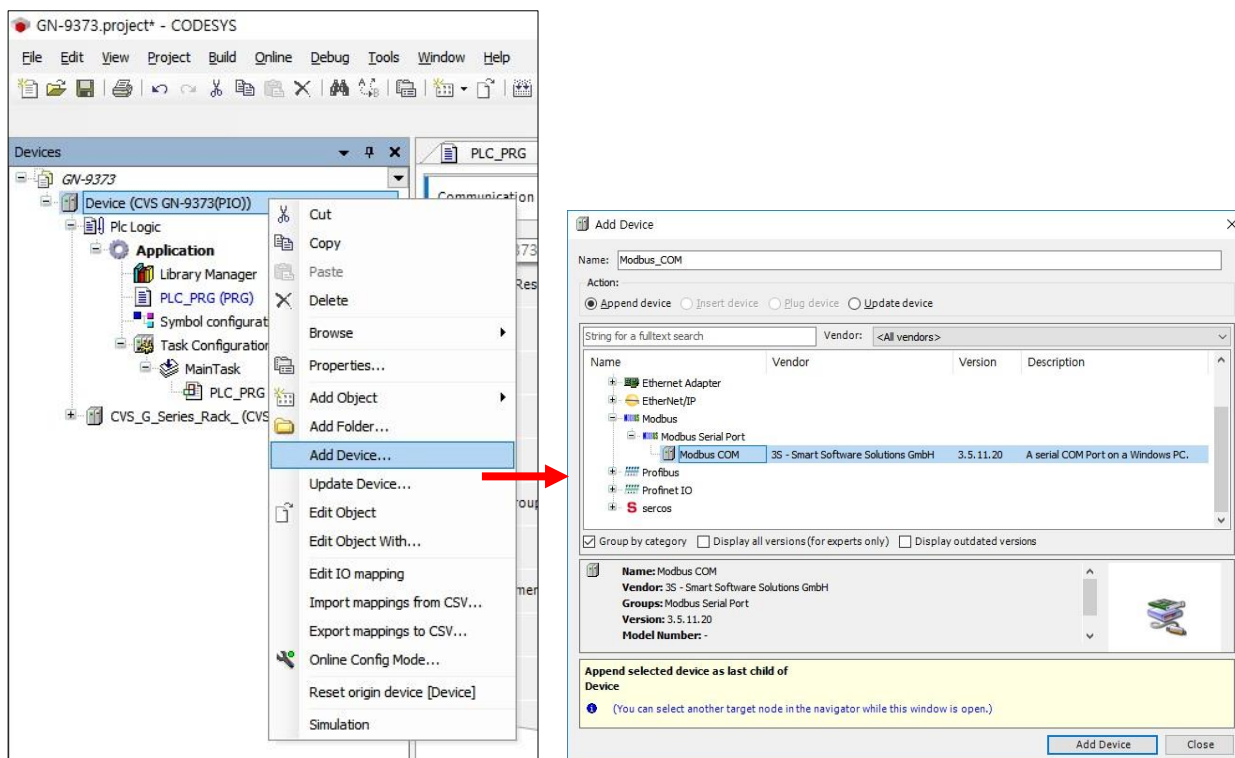 GN-9373.project* - CODESYS
File Edit View Project Build Online Debug Tools Window Help
Devices
PLC_PRG
GN-9373
Device (CVS GN-9373(PIO))
Communication
Plc Logic
Application
Library Manager
PLC_PRG (PRG)
Symbol configurat
Task Configuration
MainTask
PLC_PRG
CVS_G_Series_Rack_ (CVS
Cut
Copy
Paste
Delete
Browse
Properties...
Add Object
Add Folder...
Add Device...
Update Device...
Edit Object
Edit Object With...
Edit IO mapping
Import mappings from CSV...
Export mappings to CSV...
Online Config Mode...
Reset origin device [Device]
Simulation
Add Device
Name: Modbus_COM
Action:
Append device Insert device Plug device Update device
String for a fulltext search Vendor: <All vendors>
Name Vendor Version Description
Ethernet Adapter
EtherNet/IP
Modbus
Modbus Serial Port
Modbus COM 3S - Smart Software Solutions GmbH 3.5.11.20 A serial COM Port on a Windows PC.
Profibus
Profinet IO
sercos
Group by category Display all versions (for experts only) Display outdated versions
Name: Modbus COM
Vendor: 3S - Smart Software Solutions GmbH
Groups: Modbus Serial Port
Version: 3.5.11.20
Model Number: -
Append selected device as last child of
Device
(You can select another target node in the navigator while this window is open.)
Add Device Close